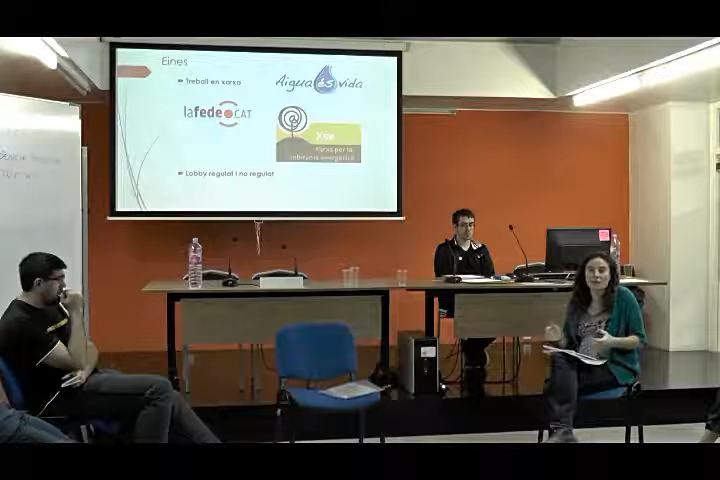 Eines
Treball en xarxa
Aigua és vida
lafede.CAT
Xse
xarxa per la
sobirania energètica
Lobby regulat i no regulat